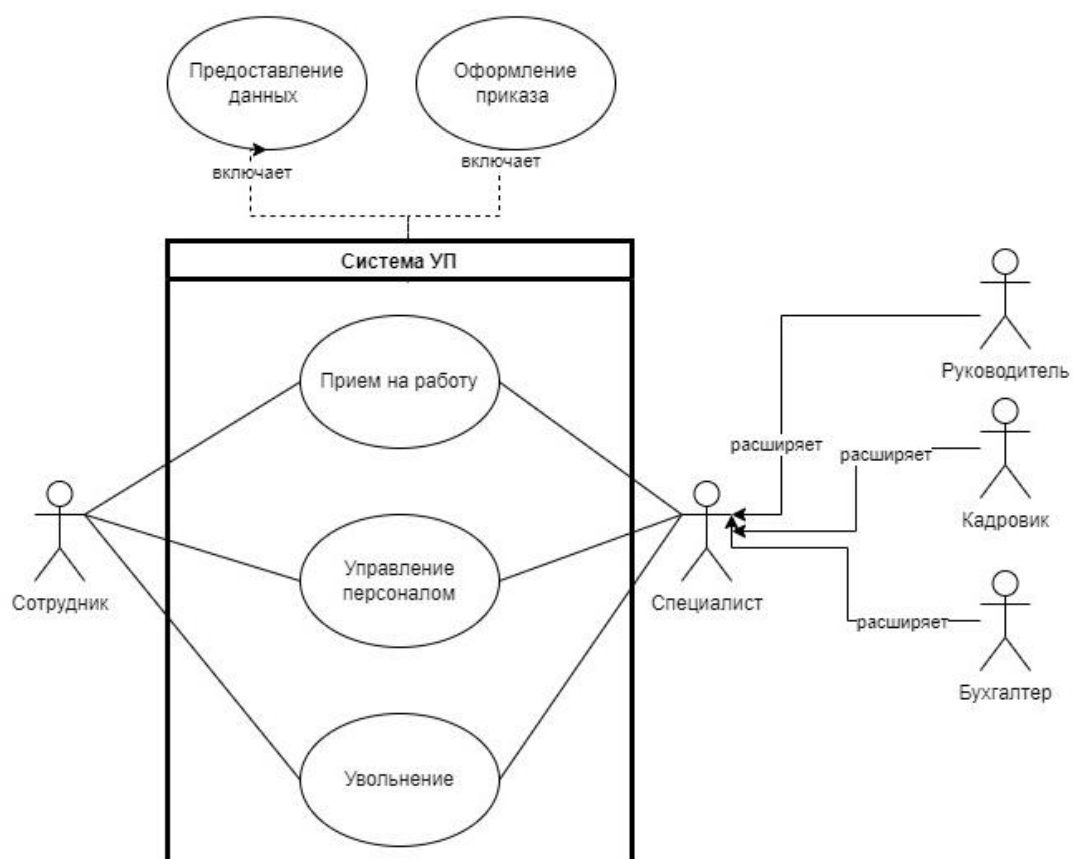 Предоставление
данных
Оформление
приказа
включает
включает
Система УП
Прием на работу
Руководитель
расширяет
расширяет
Кадровик
Управление
персоналом
Сотрудник
Специалист
расширяет
Бухгалтер
Увольнение